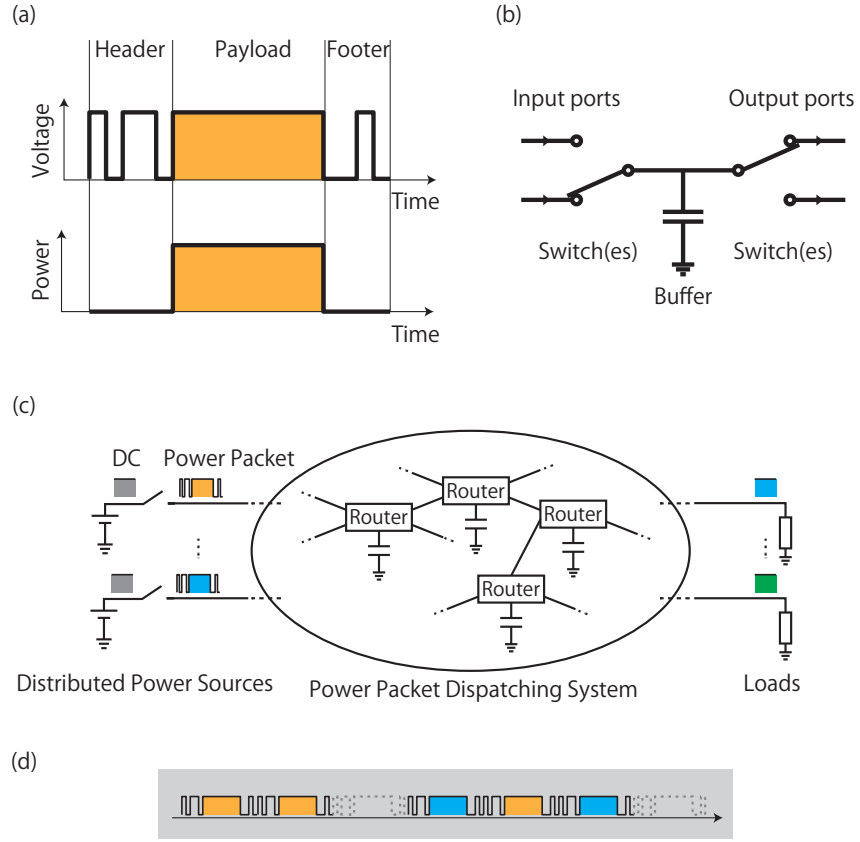 (a)
Header Payload Footer
Voltage
Time
Power
Time
(b)
Input ports Output ports
Switch(es) Switch(es)
Buffer
(c)
DC Power Packet
Router
Router
Router
Router
Distributed Power Sources Power Packet Dispatching System Loads
(d)